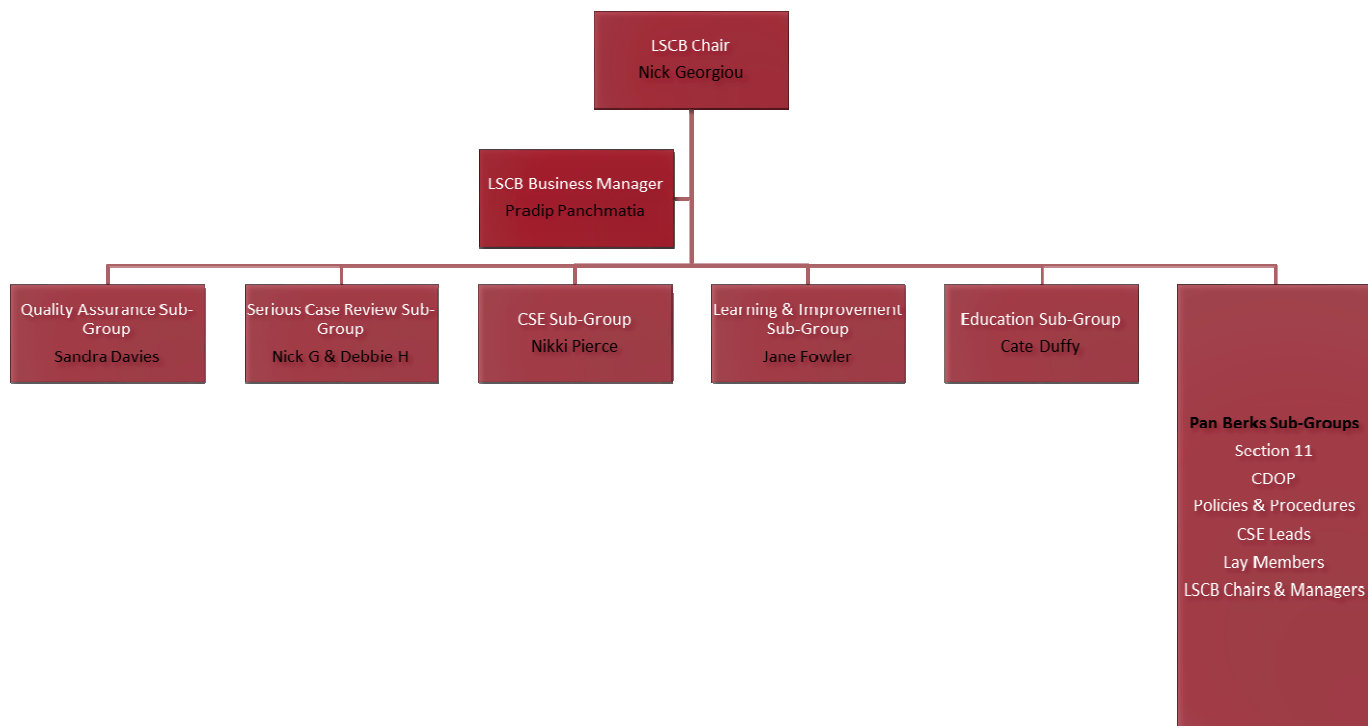 LSCB Chair
Nick Georgiou
LSCB Business Manager
Pradip Panchmatia
Quality Assurance Sub-
Group
Sandra Davies
Serious Case Review Sub-
Group
Nick G & Debbie H
CSE Sub-Group
Nikki Pierce
Learning & Improvement
Sub-Group
Jane Fowler
Education Sub-Group
Cate Duffy
Pan Berks Sub-Groups
Section 11
CDOP
Policies & Procedures
CSE Leads
Lay Members
LSCB Chairs & Managers